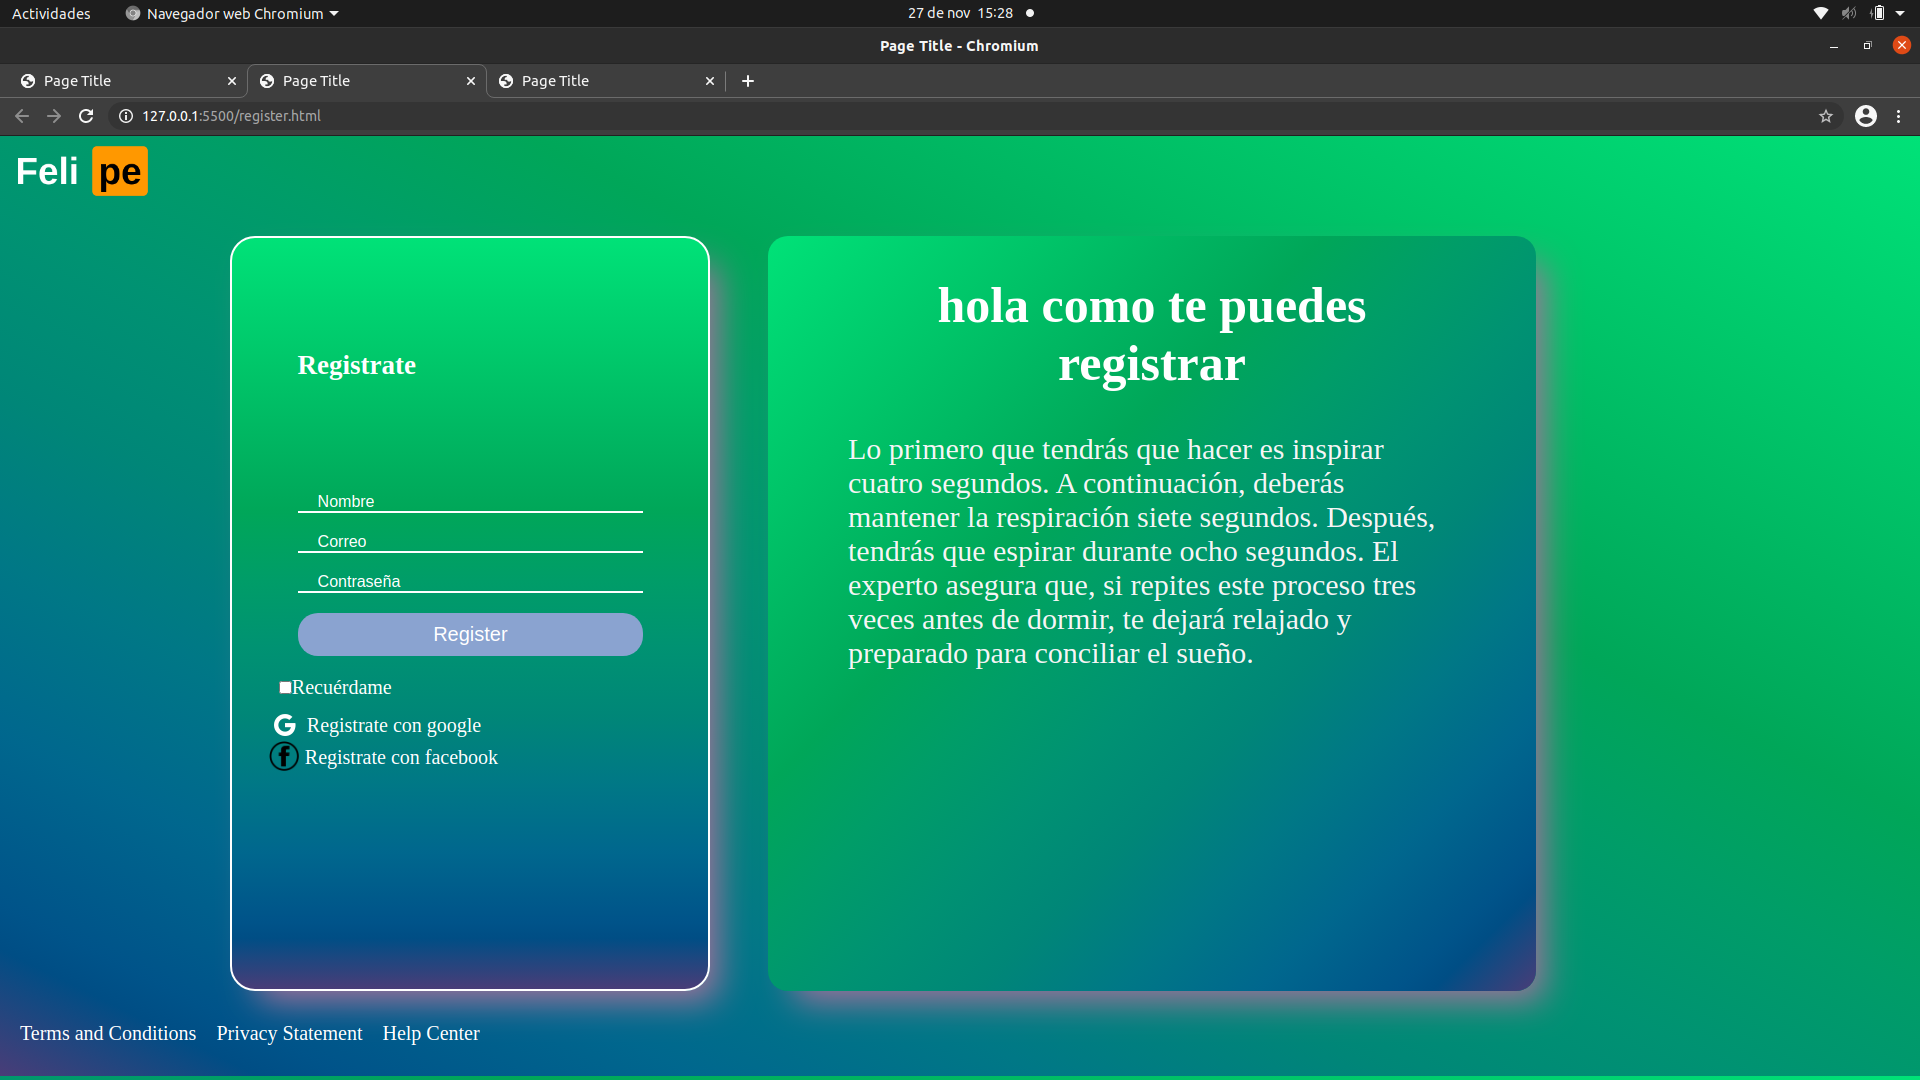 Actividades Navegador web Chromium 27 de nov 15:28
Page Title - Chromium
Page Title Page Title Page Title
127.0.0.1:5500/register.html
Feli pe
Registrate
Nombre
Correo
Contraseña
Register
Recuérdame
Registrate con google
Registrate con facebook
hola como te puedes
registrar
Lo primero que tendrás que hacer es inspirar
cuatro segundos. A continuación, deberás
mantener la respiración siete segundos. Después,
tendrás que espirar durante ocho segundos. El
experto asegura que, si repites este proceso tres
veces antes de dormir, te dejará relajado y
preparado para conciliar el sueño.
Terms and Conditions Privacy Statement Help Center